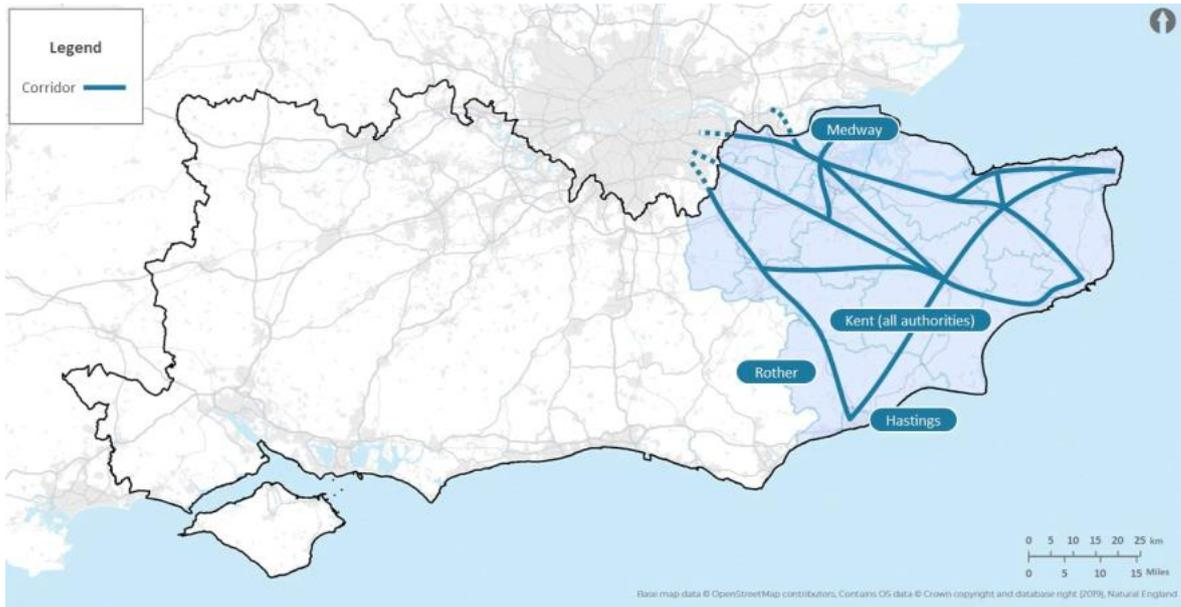 Legend
Corridor
Medway
Kent (all authorities)
Rother
Hastings
0 5 10 15 20 25 km
0 5 10 15 Miles
Base map data © OpenStreetMap contributors, Contains OS data © Crown copyright and database right (2019), Natural England